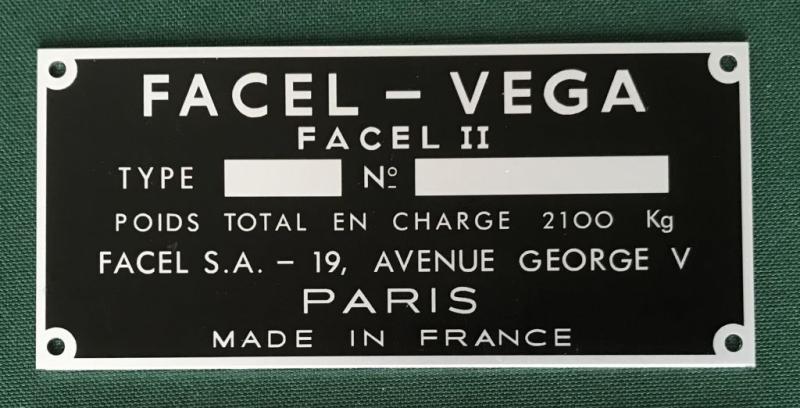 FACEL – VEGA
FACEL II
TYPE Nº
POIDS TOTAL EN CHARGE 2100 Kg
FACEL S.A. – 19, AVENUE GEORGE V
PARIS
MADE IN FRANCE